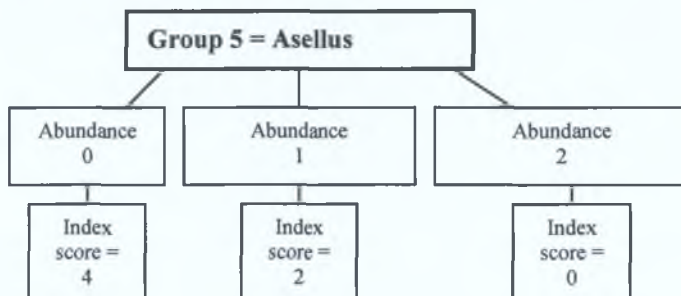 Group 5 = Asellus
Abundance
0
Abundance
1
Abundance
2
Index
score =
4
Index
score =
2
Index
score =
0